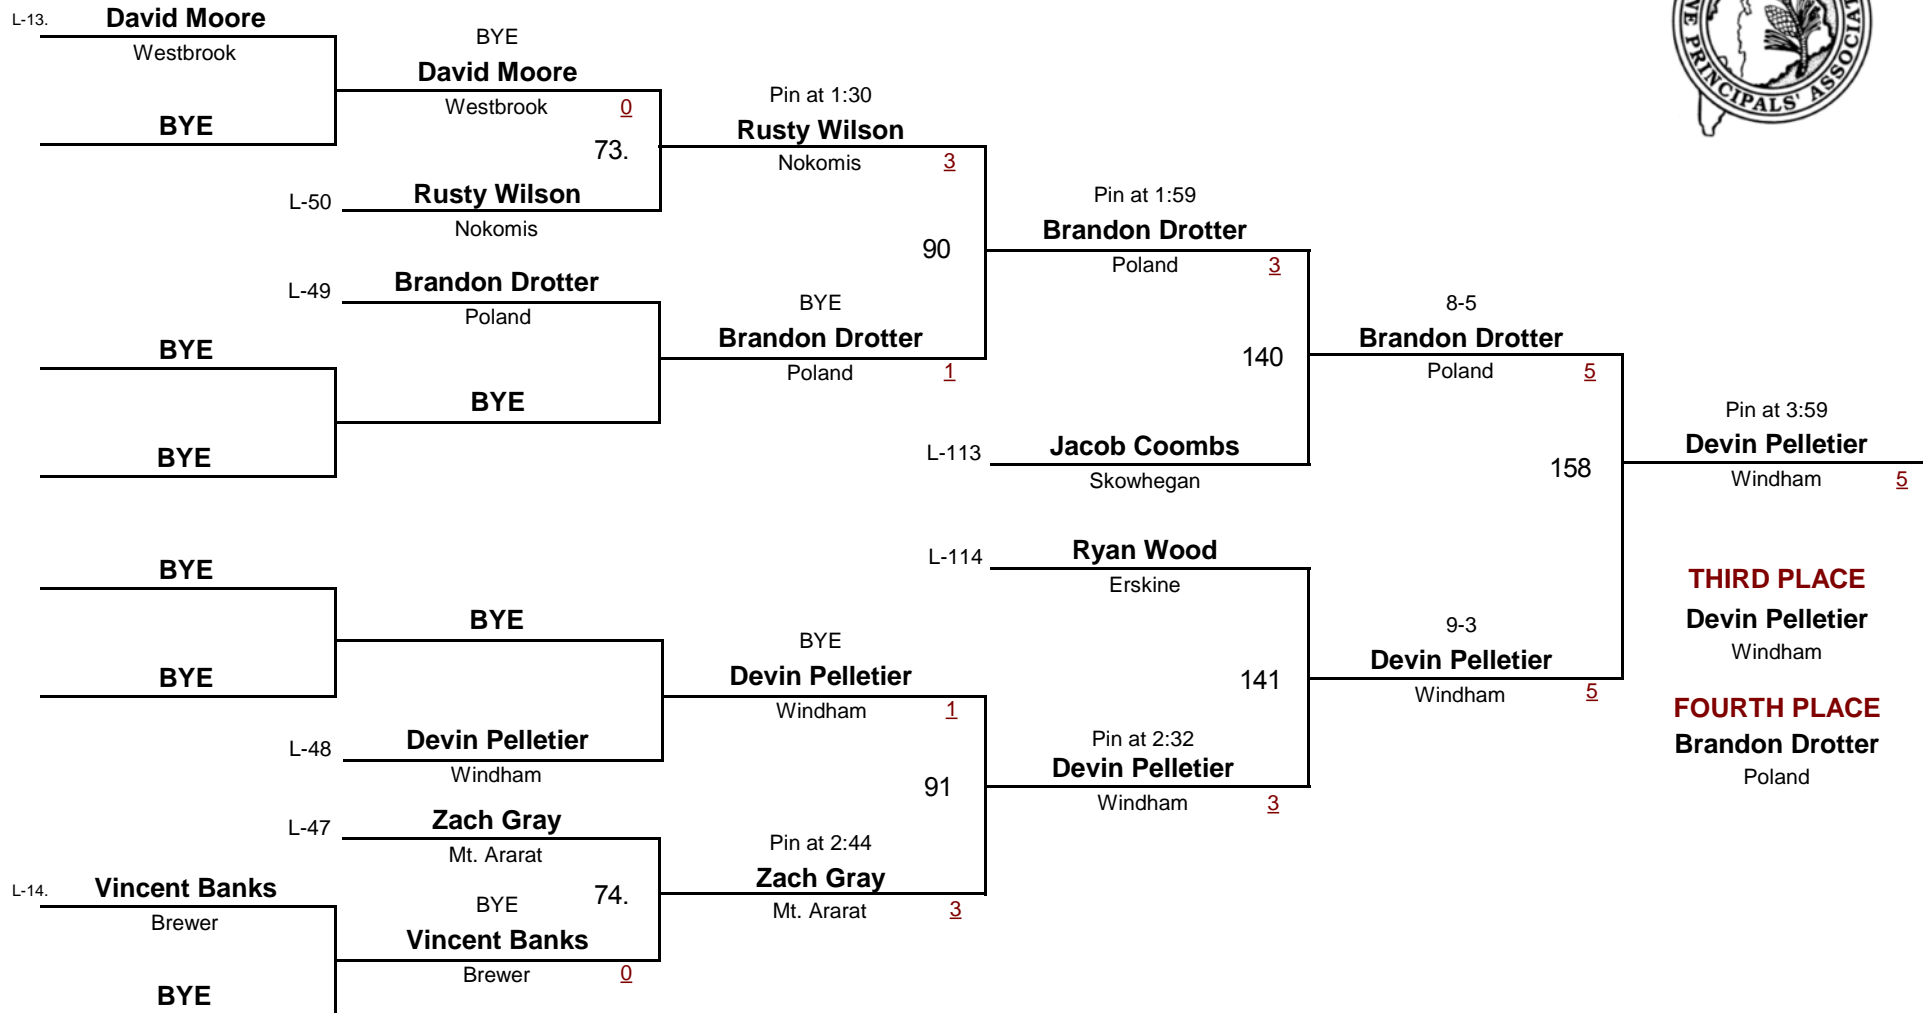 L-13. David Moore
Westbrook
BYE
BYE
David Moore
Westbrook 0
73.
L-50 Rusty Wilson
Nokomis
Pin at 1:30
Rusty Wilson
Nokomis 3
90
L-49 Brandon Drotter
Poland
BYE
BYE
BYE
BYE
Brandon Drotter
Poland 1
Pin at 1:59
Brandon Drotter
Poland 3
140
L-113 Jacob Coombs
Skowhegan
8-5
Brandon Drotter
Poland 5
158
Pin at 3:59
Devin Pelletier
Windham 5
BYE
BYE
BYE
L-48 Devin Pelletier
Windham
BYE
Devin Pelletier
Windham 1
91
L-47 Zach Gray
Mt. Ararat
L-14. Vincent Banks
Brewer
BYE
BYE
Vincent Banks
Brewer 0
74.
Pin at 2:44
Zach Gray
Mt. Ararat 3
L-114 Ryan Wood
Erskine
141
Pin at 2:32
Devin Pelletier
Windham 3
9-3
Devin Pelletier
Windham 5
THIRD PLACE
Devin Pelletier
Windham
FOURTH PLACE
Brandon Drotter
Poland
PRINCIPALS'